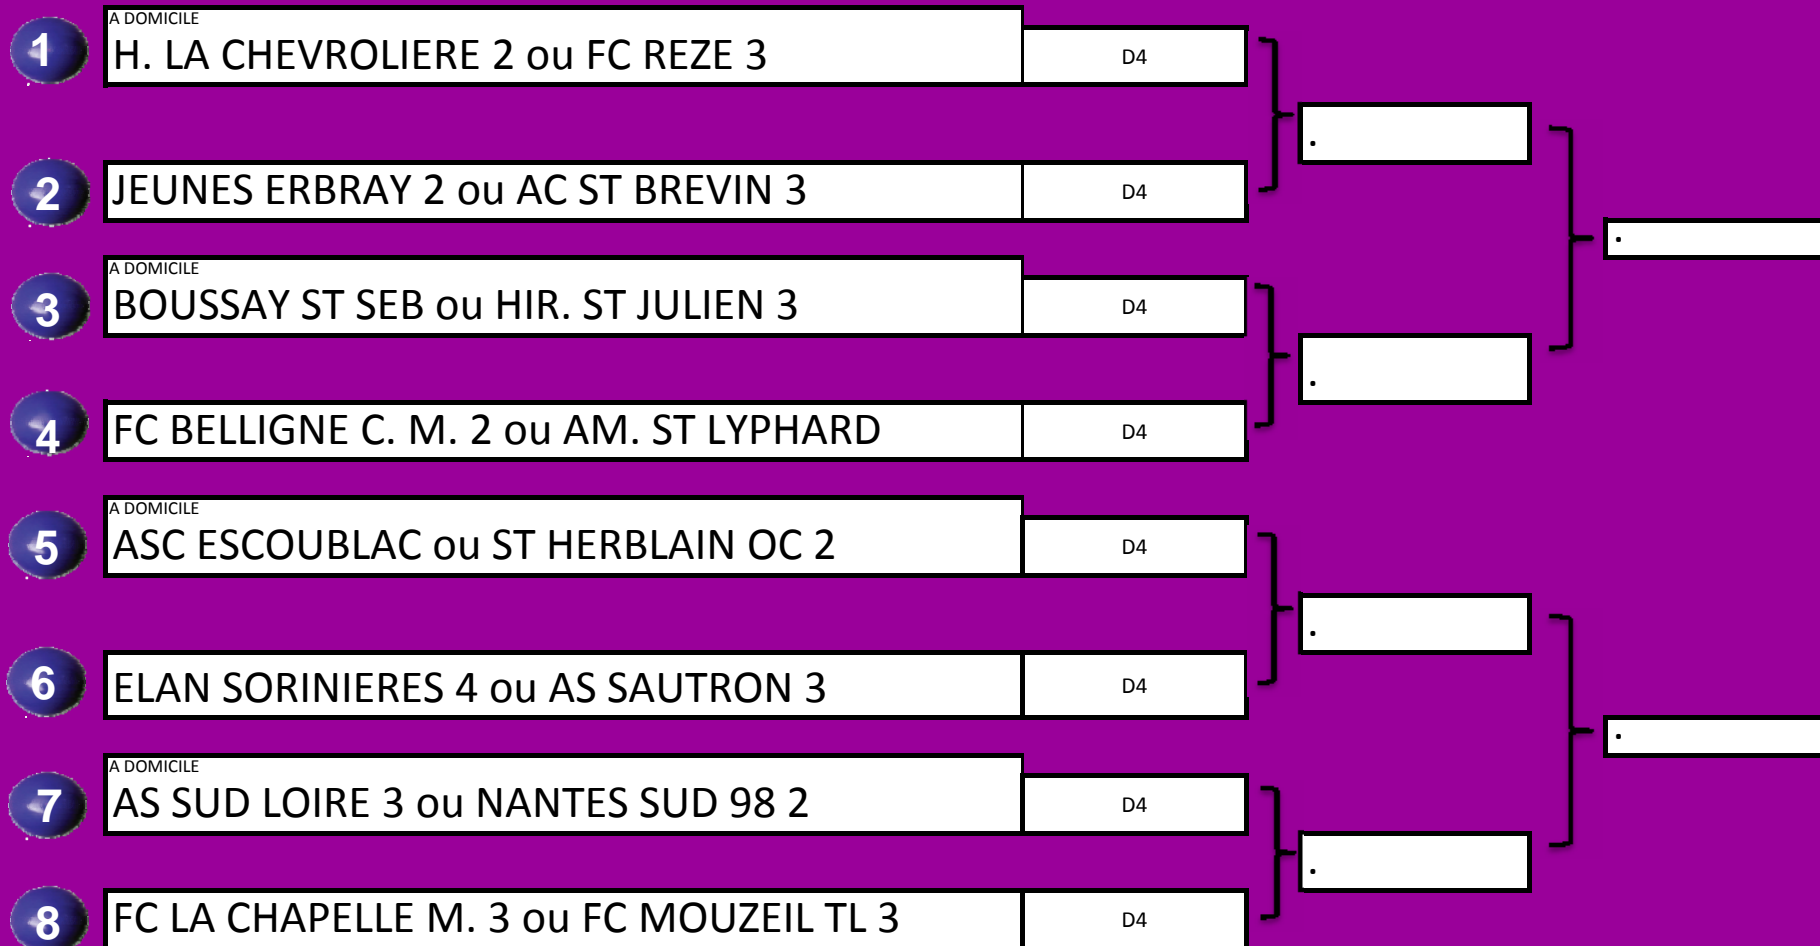 A DOMICILE
1 H. LA CHEVROLIERE 2 ou FC REZE 3 D4
.
2 JEUNES ERBRAY 2 ou AC ST BREVIN 3 D4
.
A DOMICILE
3 BOUSSAY ST SEB ou HIR. ST JULIEN 3 D4
.
4 FC BELLIGNE C. M. 2 ou AM. ST LYPHARD D4
A DOMICILE
5 ASC ESCOUBLAC ou ST HERBLAIN OC 2 D4
.
6 ELAN SORINIERES 4 ou AS SAUTRON 3 D4
.
A DOMICILE
7 AS SUD LOIRE 3 ou NANTES SUD 98 2 D4
.
8 FC LA CHAPELLE M. 3 ou FC MOUZEIL TL 3 D4